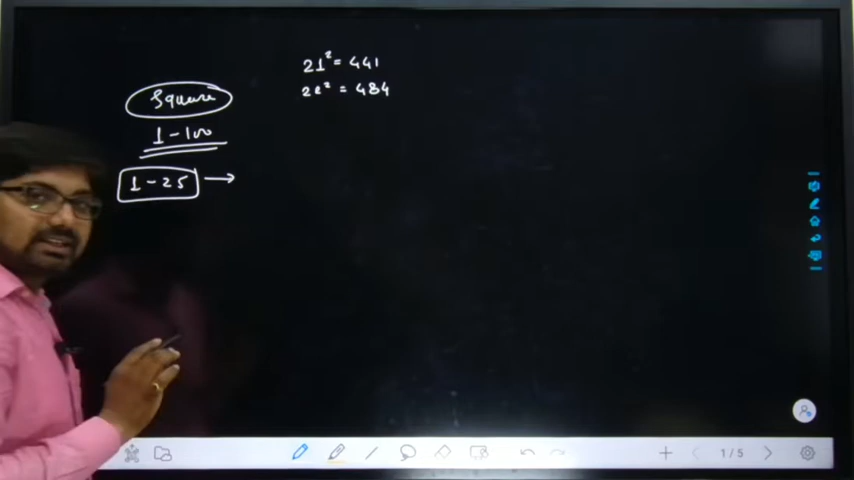 Square
1-100
1-25 →
21² = 441
22² = 484
1/5